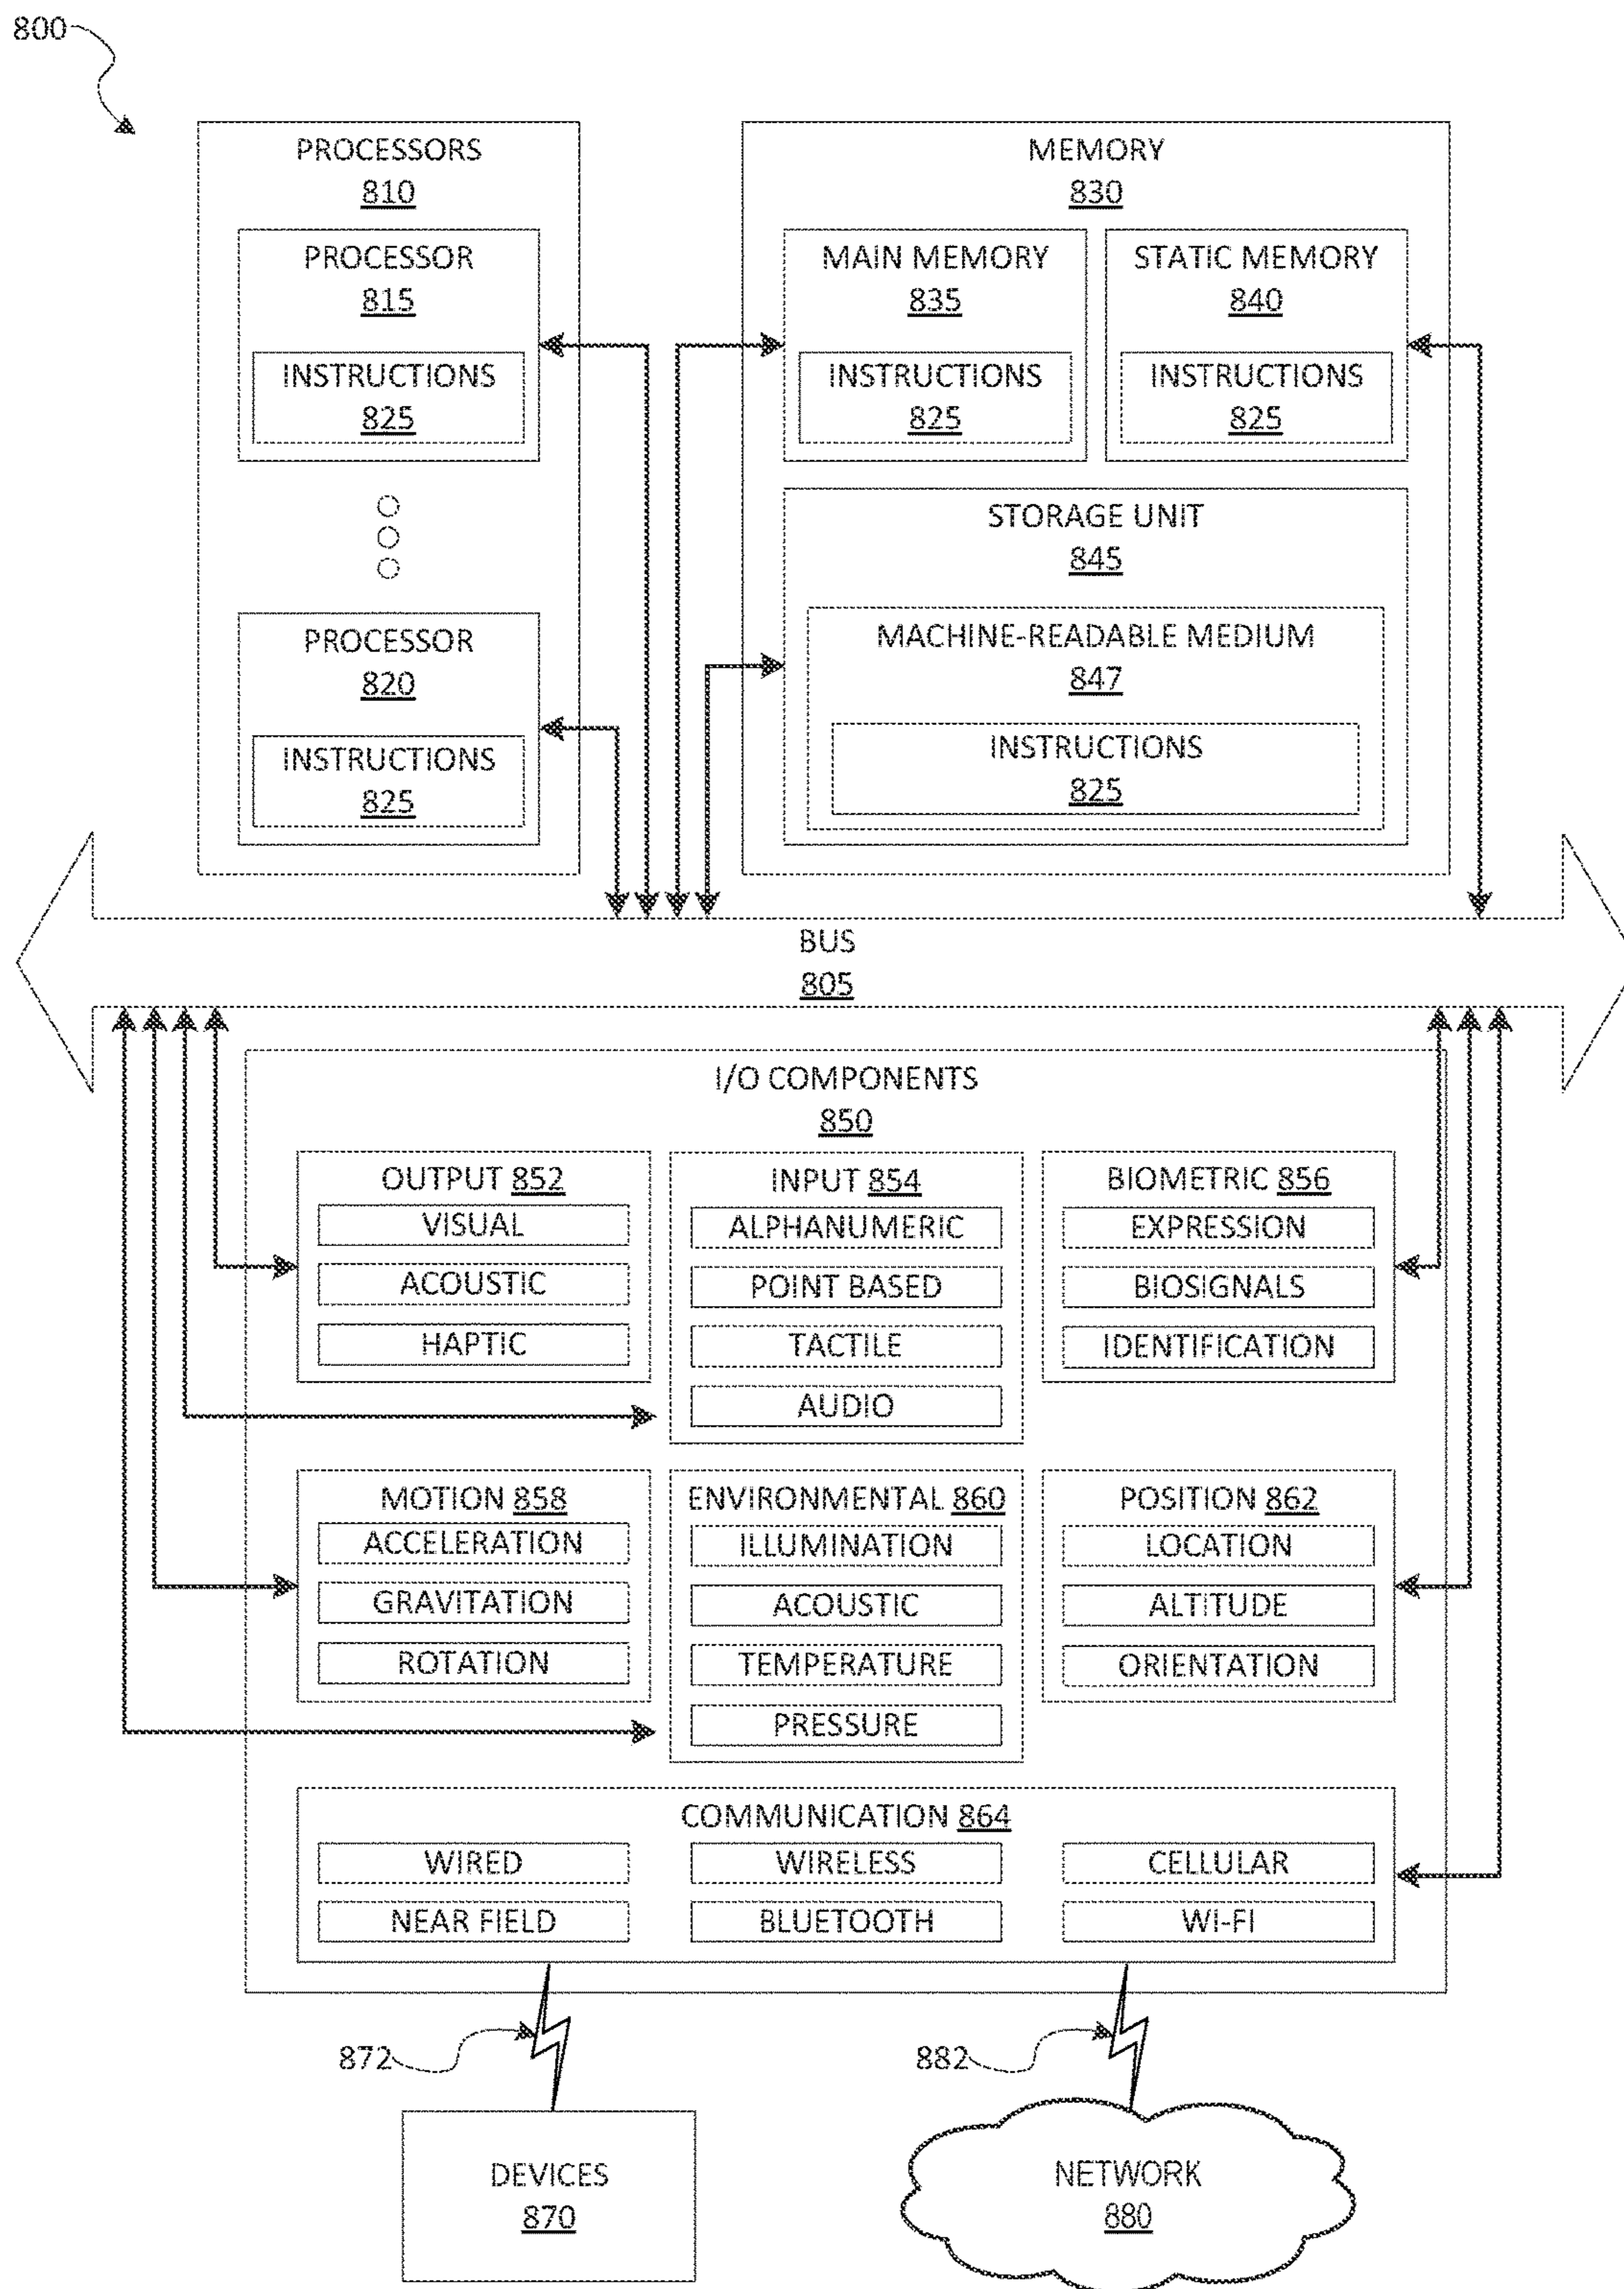 800
PROCESSORS
810
PROCESSOR
815
INSTRUCTIONS
825
PROCESSOR
820
INSTRUCTIONS
825
MEMORY
830
MAIN MEMORY
835
INSTRUCTIONS
825
STATIC MEMORY
840
INSTRUCTIONS
825
STORAGE UNIT
845
MACHINE-READABLE MEDIUM
847
INSTRUCTIONS
825
BUS
805
I/O COMPONENTS
850
OUTPUT 852
VISUAL
ACOUSTIC
HAPTIC
INPUT 854
ALPHANUMERIC
POINT BASED
TACTILE
AUDIO
BIOMETRIC 856
EXPRESSION
BIOSIGNALS
IDENTIFICATION
MOTION 858
ACCELERATION
GRAVITATION
ROTATION
ENVIRONMENTAL 860
ILLUMINATION
ACOUSTIC
TEMPERATURE
PRESSURE
POSITION 862
LOCATION
ALTITUDE
ORIENTATION
COMMUNICATION 864
WIRED
WIRELESS
CELLULAR
NEAR FIELD
BLUETOOTH
WI-FI
872
882
DEVICES
870
NETWORK
880